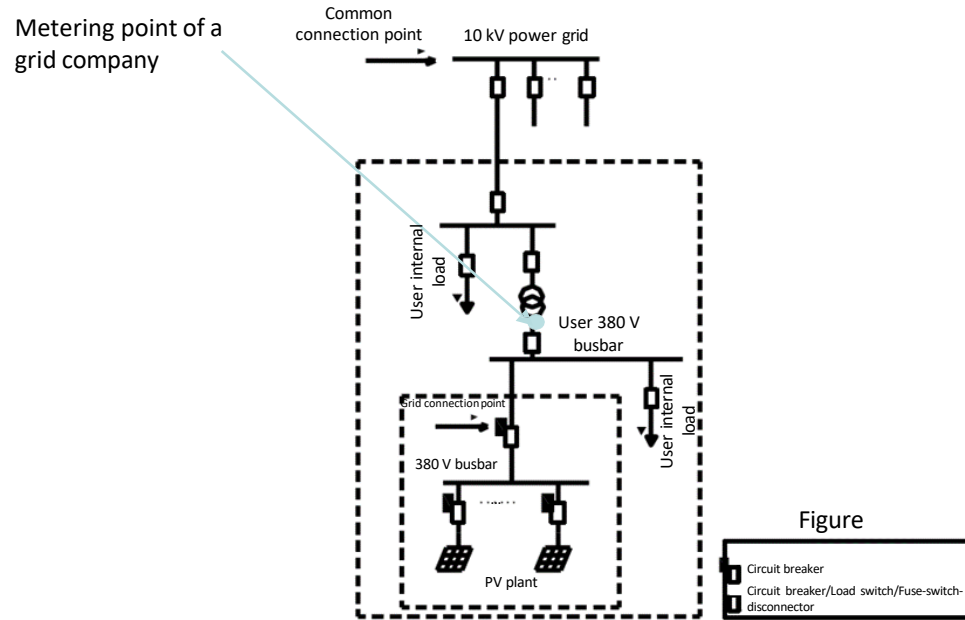 Metering point of a
grid company
Common
connection point
10 kV power grid
User internal
load
User 380 V
busbar
User internal
load
Grid connection point
380 V busbar
PV plant
Figure
Circuit breaker
Circuit breaker/Load switch/Fuse-switch-
disconnector